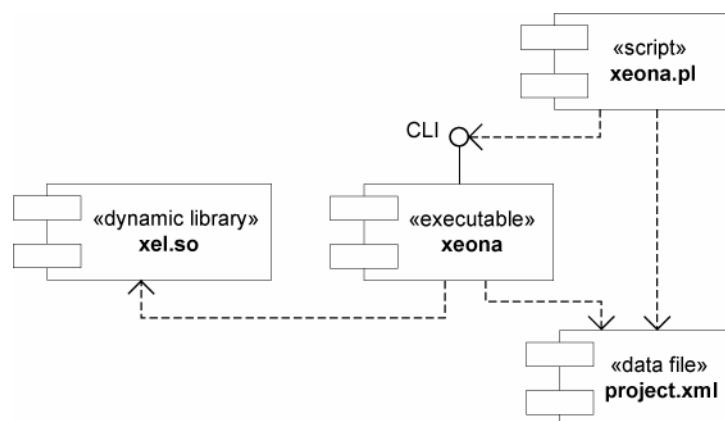 «script»
xeona.pl
CLI
«dynamic library»
xel.so
«executable»
xeona
«data file»
project.xml